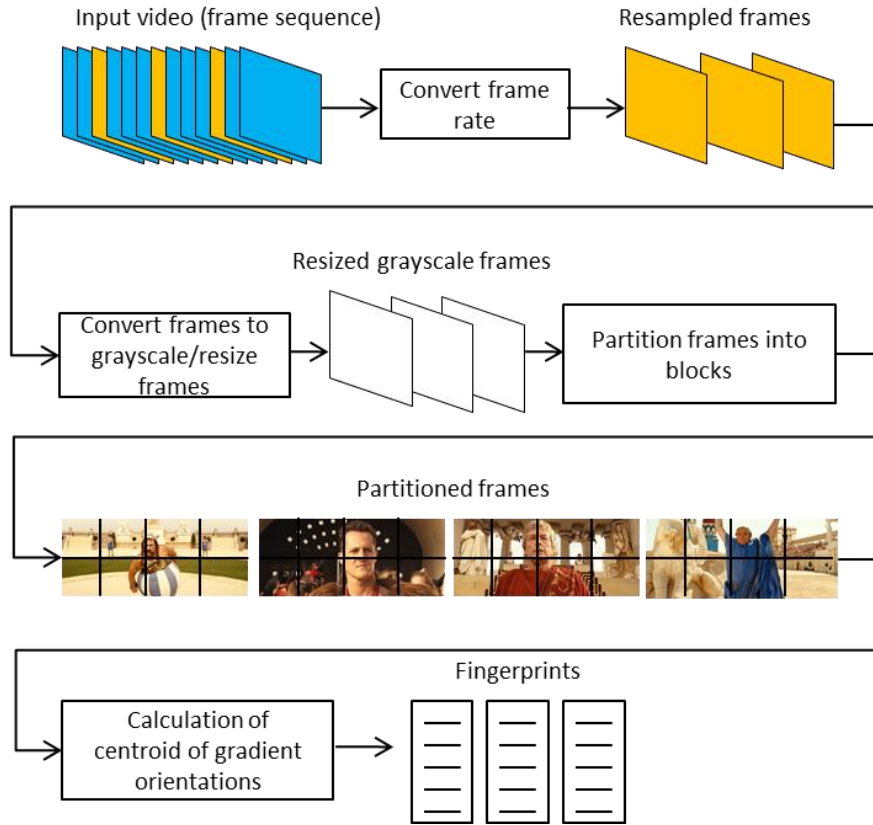 Input video (frame sequence)
Resampled frames
Convert frame
rate
Resized grayscale frames
Convert frames to
grayscale/resize
frames
Partition frames into
blocks
Partitioned frames
Fingerprints
Calculation of
centroid of gradient
orientations